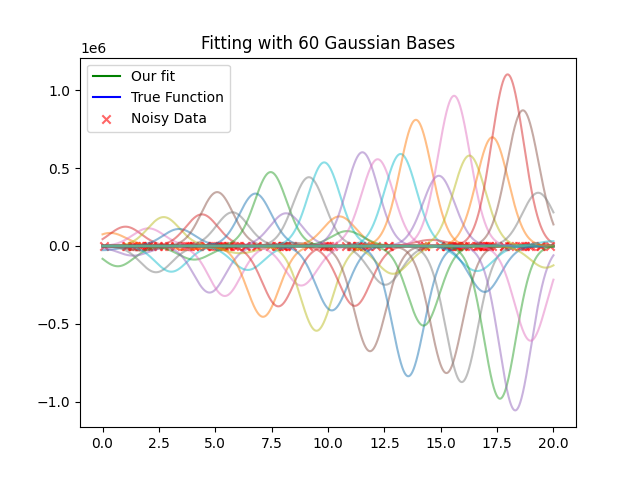 Fitting with 60 Gaussian Bases
1e6
Our fit
True Function
Noisy Data
1.0
0.5
0.0
−0.5
−1.0
0.0 2.5 5.0 7.5 10.0 12.5 15.0 17.5 20.0